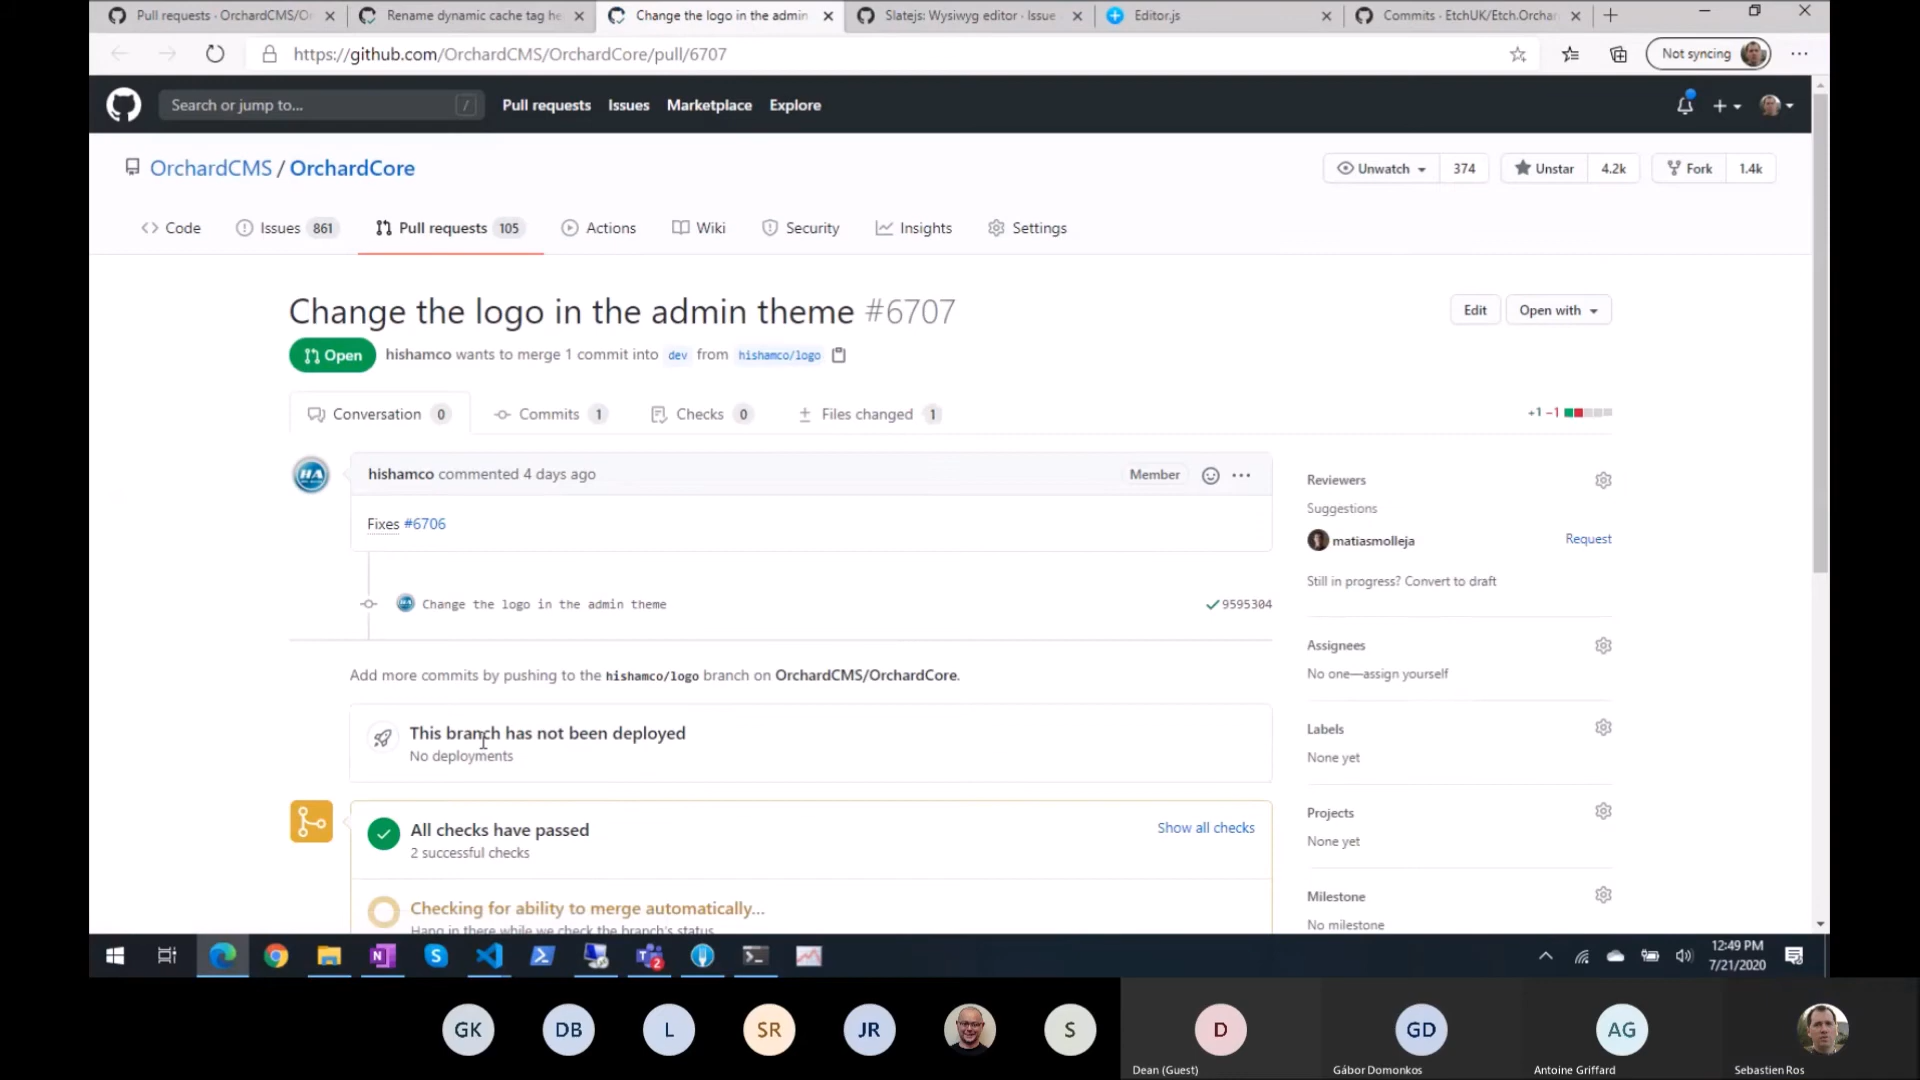 Pull requests · OrchardCMS/O
Rename dynamic cache tag he
Change the logo in the admin
Slatejs: Wysiwyg editor · Issue
Editor.js
Commits · EtchUK/Etch.Orchar
https://github.com/OrchardCMS/OrchardCore/pull/6707
Not syncing
Search or jump to...
/
Pull requests
Issues
Marketplace
Explore
OrchardCMS / OrchardCore
Unwatch
374
Unstar
4.2k
Fork
1.4k
Code
Issues 861
Pull requests 105
Actions
Wiki
Security
Insights
Settings
Change the logo in the admin theme #6707
Edit
Open with
Open
hishamco wants to merge 1 commit into dev from hishamco/logo
Conversation 0
Commits 1
Checks 0
Files changed 1
+1 −1
HA
hishamco commented 4 days ago
Member
Fixes #6706
Change the logo in the admin theme
9595304
Add more commits by pushing to the hishamco/logo branch on OrchardCMS/OrchardCore.
This branch has not been deployed
No deployments
All checks have passed
2 successful checks
Show all checks
Checking for ability to merge automatically...
Hang in there while we check the branch's status.
Reviewers
Suggestions
matiasmolleja
Request
Still in progress? Convert to draft
Assignees
No one—assign yourself
Labels
None yet
Projects
None yet
Milestone
No milestone
12:49 PM
7/21/2020
GK
DB
L
SR
JR
S
D
Dean (Guest)
GD
Gábor Domonkos
AG
Antoine Griffard
Sebastien Ros